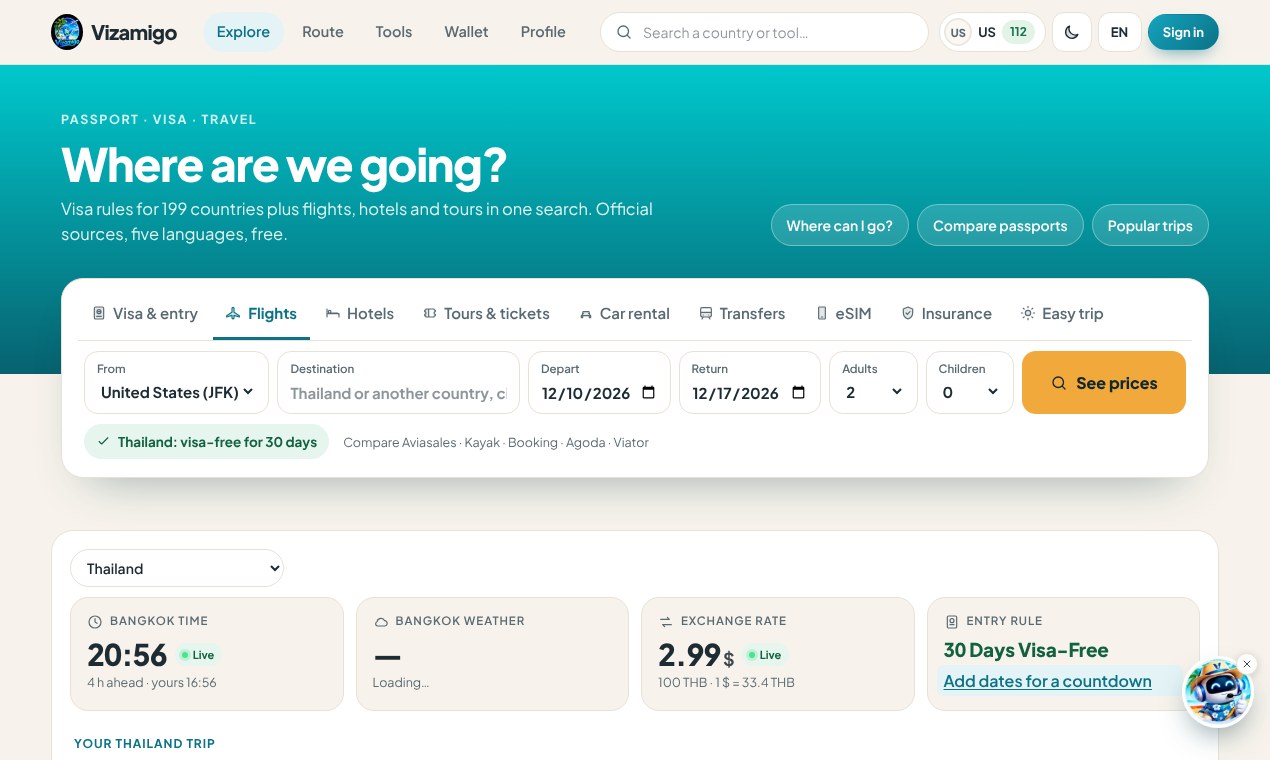 Vizamigo
Explore
Route
Tools
Wallet
Profile
Search a country or tool...
US US 112
EN
Sign in
PASSPORT · VISA · TRAVEL
Where are we going?
Visa rules for 199 countries plus flights, hotels and tours in one search. Official
sources, five languages, free.
Where can I go?
Compare passports
Popular trips
Visa & entry
Flights
Hotels
Tours & tickets
Car rental
Transfers
eSIM
Insurance
Easy trip
From
United States (JFK)
Destination
Thailand or another country, ci
Depart
12/10/2026
Return
12/17/2026
Adults
2
Children
0
See prices
Thailand: visa-free for 30 days
Compare Aviasales · Kayak · Booking · Agoda · Viator
Thailand
BANGKOK TIME
20:56 Live
4 h ahead · yours 16:56
BANGKOK WEATHER
—
Loading...
EXCHANGE RATE
2.99 $ Live
100 THB · 1 $ = 33.4 THB
ENTRY RULE
30 Days Visa-Free
Add dates for a countdown
YOUR THAILAND TRIP